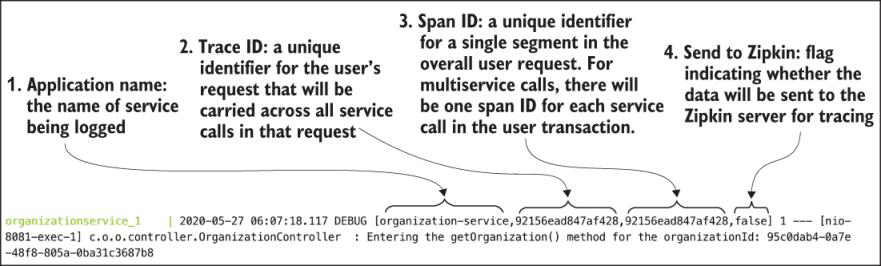 1. Application name:
the name of service
being logged
2. Trace ID: a unique
identifier for the user's
request that will be
carried across all service
calls in that request
3. Span ID: a unique identifier
for a single segment in the
overall user request. For
multiservice calls, there will
be one span ID for each service
call in the user transaction.
4. Send to Zipkin: flag
indicating whether the
data will be sent to the
Zipkin server for tracing
organizationservice_1 | 2020-05-27 06:07:18.117 DEBUG [organization-service,92156ead847af428,92156ead847af428,false] 1 --- [nio-
8081-exec-1] c.o.o.controller.OrganizationController : Entering the getOrganization() method for the organizationId: 95c0dab4-0a7e
-48f8-805a-0ba31c3687b8